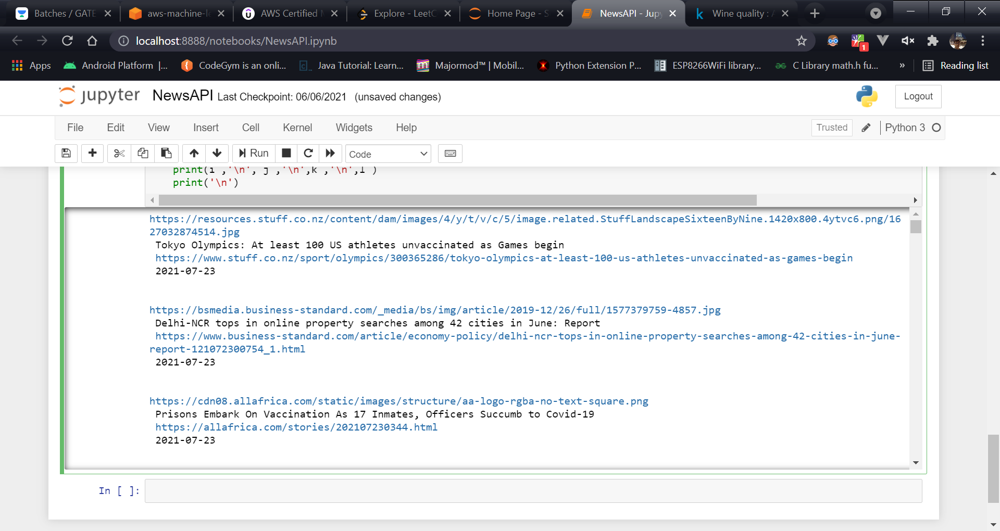 Batches / GATE
aws-machine-le
AWS Certified
Explore - LeetC
Home Page - S
NewsAPI - Jupy
Wine quality :
localhost:8888/notebooks/NewsAPI.ipynb
1
Apps
Android Platform |...
CodeGym is an onli...
Java Tutorial: Learn...
Majormod™ | Mobil...
Python Extension P...
ESP8266WiFi library...
C Library math.h fu...
»
Reading list
jupyter NewsAPI Last Checkpoint: 06/06/2021 (unsaved changes)
Logout
File Edit View Insert Cell Kernel Widgets Help
Trusted
Python 3
Run
Code
print(i ,'\n', j ,'\n',k ,'\n',l )
print('\n')
https://resources.stuff.co.nz/content/dam/images/4/y/t/v/c/5/image.related.StuffLandscapeSixteenByNine.1420x800.4ytvc6.png/16
27032874514.jpg
Tokyo Olympics: At least 100 US athletes unvaccinated as Games begin
https://www.stuff.co.nz/sport/olympics/300365286/tokyo-olympics-at-least-100-us-athletes-unvaccinated-as-games-begin
2021-07-23
https://bsmedia.business-standard.com/_media/bs/img/article/2019-12/26/full/1577379759-4857.jpg
Delhi-NCR tops in online property searches among 42 cities in June: Report
https://www.business-standard.com/article/economy-policy/delhi-ncr-tops-in-online-property-searches-among-42-cities-in-june-
report-121072300754_1.html
2021-07-23
https://cdn08.allafrica.com/static/images/structure/aa-logo-rgba-no-text-square.png
Prisons Embark On Vaccination As 17 Inmates, Officers Succumb to Covid-19
https://allafrica.com/stories/202107230344.html
2021-07-23
In [ ]: